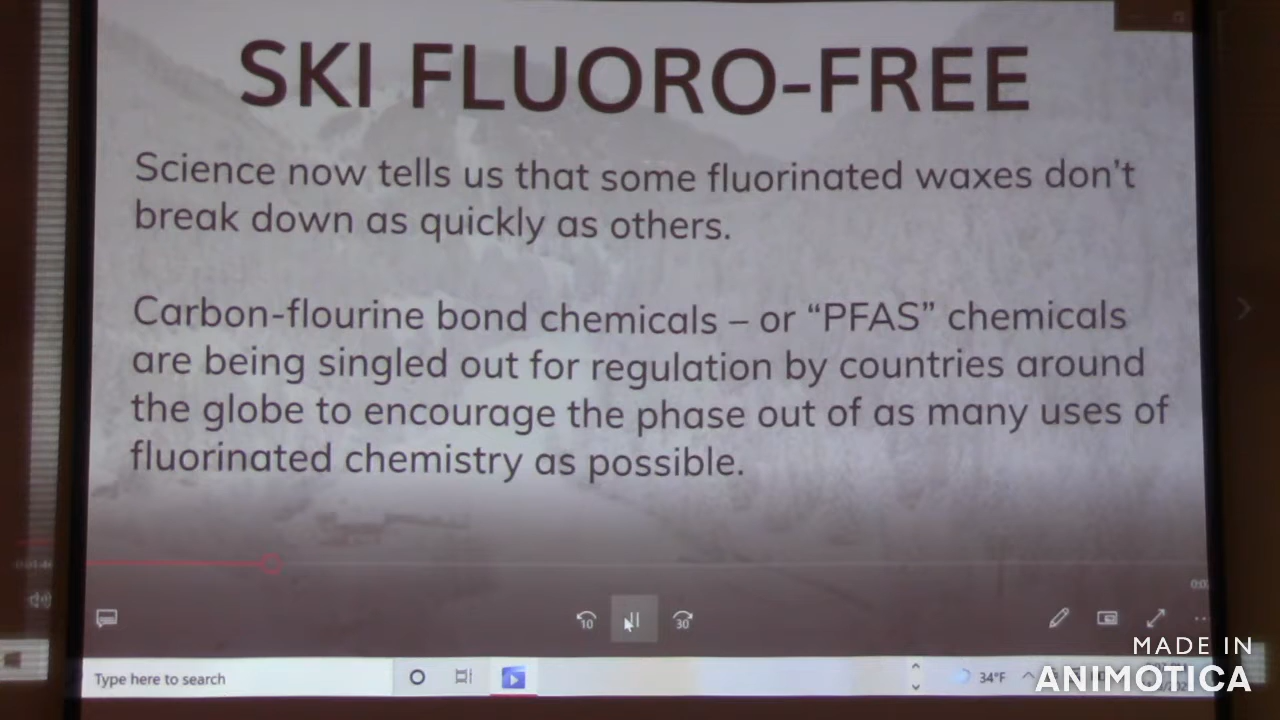 SKI FLUORO-FREE
Science now tells us that some fluorinated waxes don't
break down as quickly as others.
Carbon-flourine bond chemicals – or “PFAS” chemicals
are being singled out for regulation by countries around
the globe to encourage the phase out of as many uses of
fluorinated chemistry as possible.
10
30
Type here to search
34°F
MADE IN
ANIMOTICA